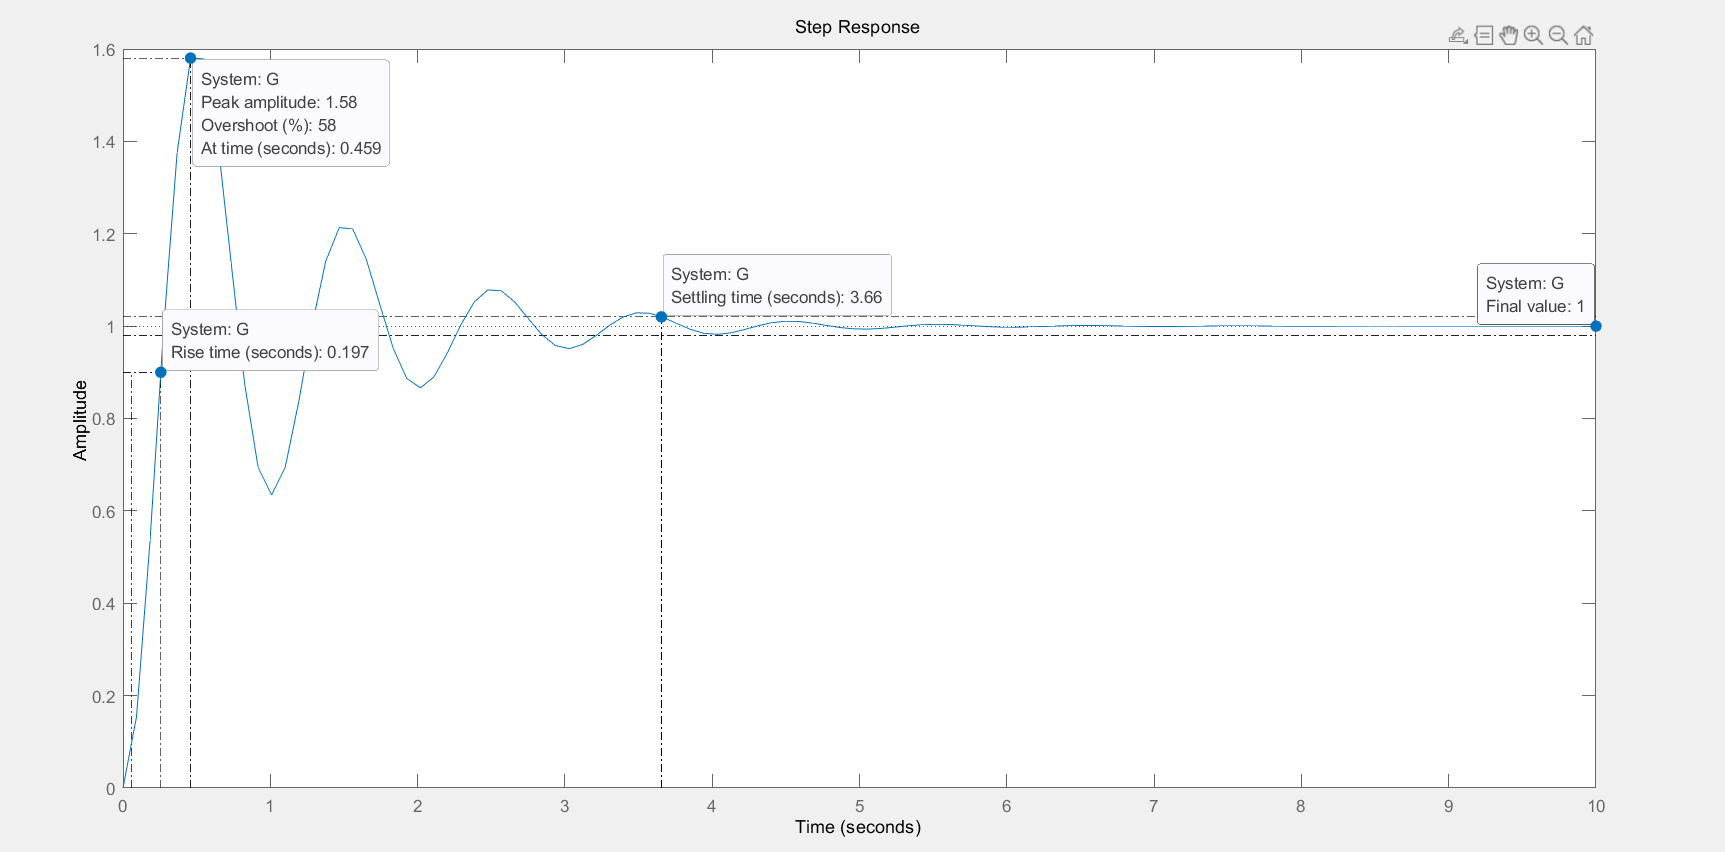 Step Response
1.6
System: G
Peak amplitude: 1.58
Overshoot (%): 58
At time (seconds): 0.459
1.4
1.2
System: G
Settling time (seconds): 3.66
System: G
Final value: 1
1
System: G
Rise time (seconds): 0.197
Amplitude
0.8
0.6
0.4
0.2
0
0 1 2 3 4 5 6 7 8 9 10
Time (seconds)